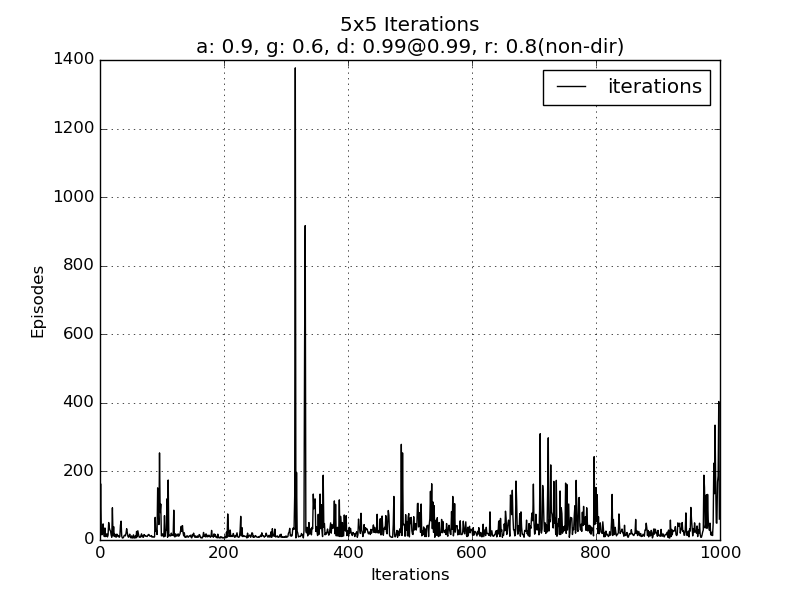 5x5 Iterations
a: 0.9, g: 0.6, d: 0.99@0.99, r: 0.8(non-dir)
1400
1200
1000
800
600
400
200
0
Episodes
iterations
0 200 400 600 800 1000
Iterations